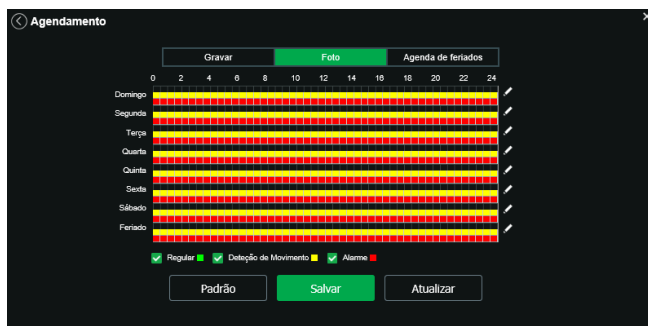 Agendamento
Gravar Foto Agenda de feriados
0 2 4 6 8 10 12 14 16 18 20 22 24
Domingo
Segunda
Terça
Quarta
Quinta
Sexta
Sábado
Feriado
Regular Deteção de Movimento Alarme
Padrão Salvar Atualizar